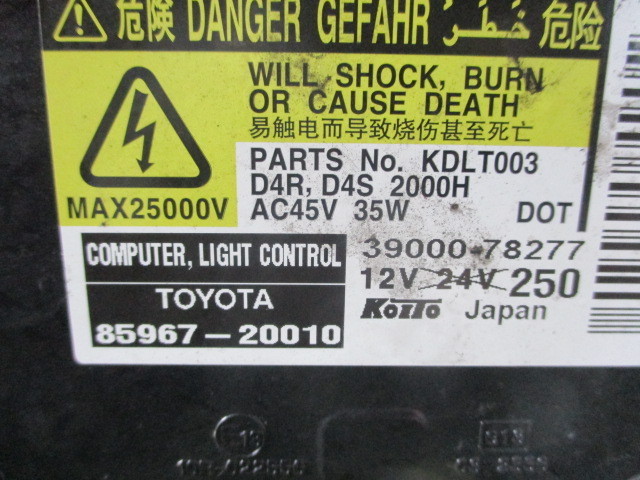 危険 DANGER GEFAHR خطر 危险
WILL SHOCK, BURN
OR CAUSE DEATH
易触电而导致烧伤甚至死亡
MAX25000V
PARTS No. KDLT003
D4R, D4S 2000H
AC45V 35W DOT
COMPUTER, LIGHT CONTROL
TOYOTA
85967-20010
39000-78277
12V 24V 250
KOITO Japan